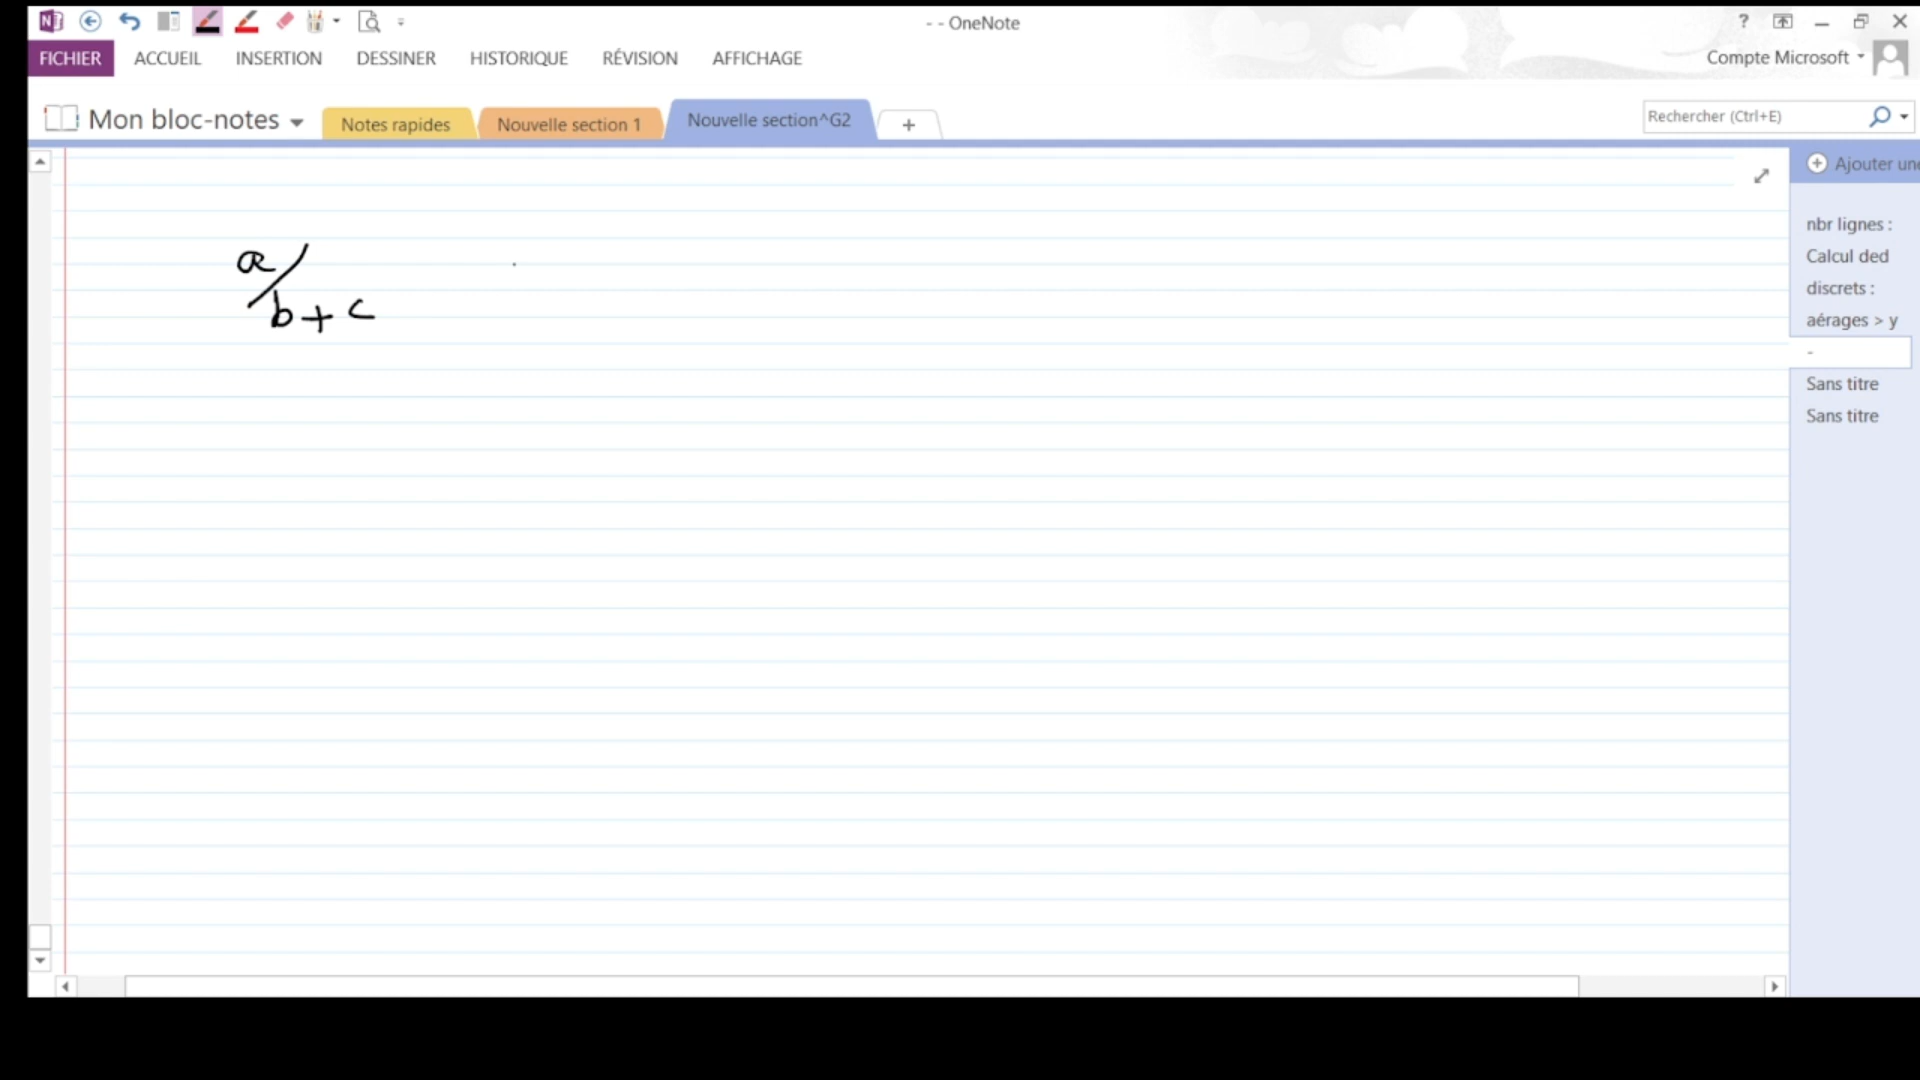 - - OneNote
?
FICHIER ACCUEIL INSERTION DESSINER HISTORIQUE RÉVISION AFFICHAGE
Compte Microsoft
Mon bloc-notes
Notes rapides
Nouvelle section 1
Nouvelle section^G2
+
Rechercher (Ctrl+E)
Ajouter une
nbr lignes :
Calcul ded
discrets :
aérages > y
-
Sans titre
Sans titre
a/b+c